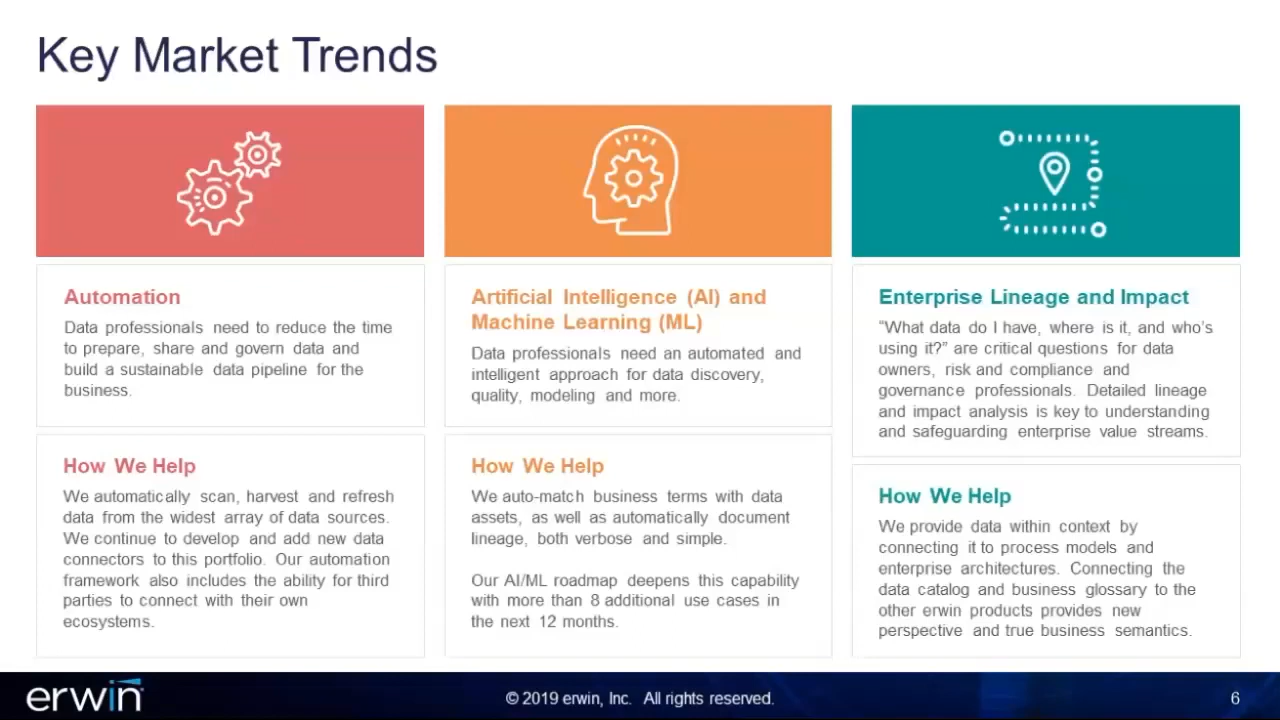 Key Market Trends
Automation
Data professionals need to reduce the time
to prepare, share and govern data and
build a sustainable data pipeline for the
business.
How We Help
We automatically scan, harvest and refresh
data from the widest array of data sources.
We continue to develop and add new data
connectors to this portfolio. Our automation
framework also includes the ability for third
parties to connect with their own
ecosystems.
Artificial Intelligence (AI) and
Machine Learning (ML)
Data professionals need an automated and
intelligent approach for data discovery,
quality, modeling and more.
How We Help
We auto-match business terms with data
assets, as well as automatically document
lineage, both verbose and simple.
Our AI/ML roadmap deepens this capability
with more than 8 additional use cases in
the next 12 months.
Enterprise Lineage and Impact
“What data do I have, where is it, and who’s
using it?” are critical questions for data
owners, risk and compliance and
governance professionals. Detailed lineage
and impact analysis is key to understanding
and safeguarding enterprise value streams.
How We Help
We provide data within context by
connecting it to process models and
enterprise architectures. Connecting the
data catalog and business glossary to the
other erwin products provides new
perspective and true business semantics.
erwin
© 2019 erwin, Inc. All rights reserved.
6